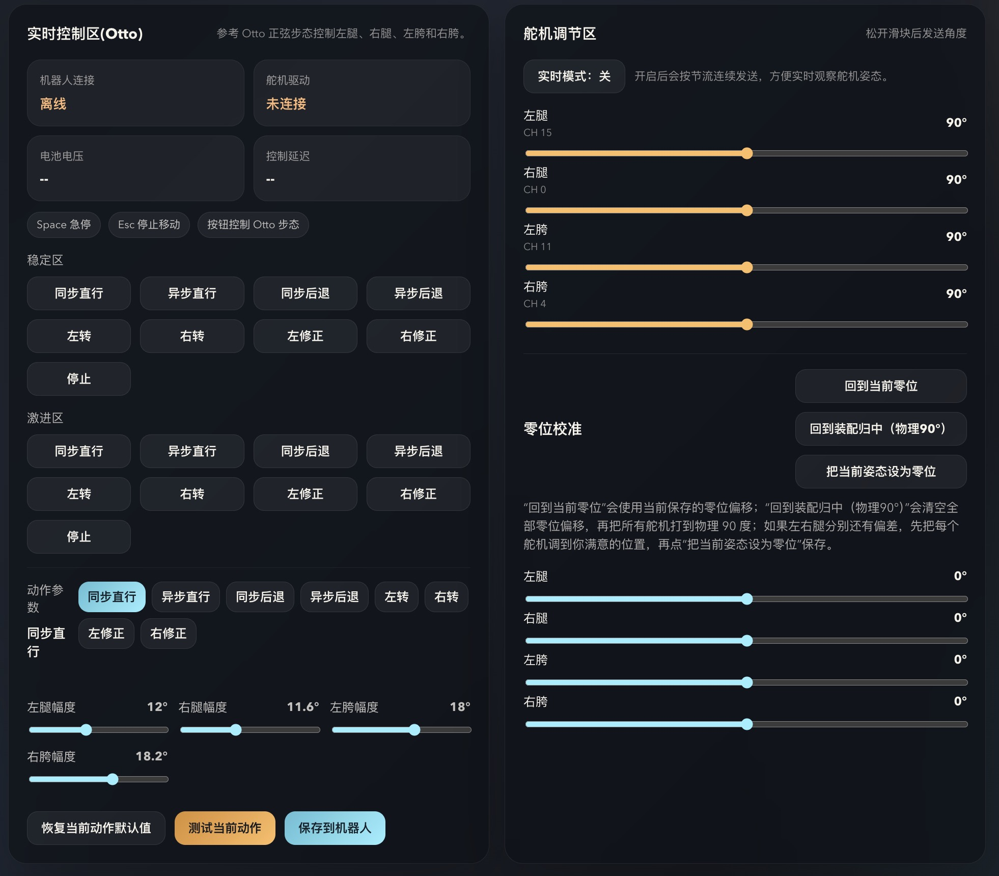 实时控制区(Otto)
参考 Otto 正弦步态控制左腿、右腿、左胯和右胯。
机器人连接
离线
舵机驱动
未连接
电池电压
--
控制延迟
--
Space 急停
Esc 停止移动
按钮控制 Otto 步态
稳定区
同步直行
异步直行
同步后退
异步后退
左转
右转
左修正
右修正
停止
激进区
同步直行
异步直行
同步后退
异步后退
左转
右转
左修正
右修正
停止
动作参
数
同步直
行
同步直行
异步直行
同步后退
异步后退
左转
右转
左修正
右修正
左腿幅度
12°
右腿幅度
11.6°
左胯幅度
18°
右胯幅度
18.2°
恢复当前动作默认值
测试当前动作
保存到机器人
舵机调节区
松开滑块后发送角度
实时模式：关
开启后会按节流连续发送，方便实时观察舵机姿态。
左腿
CH 15
90°
右腿
CH 0
90°
左胯
CH 11
90°
右胯
CH 4
90°
零位校准
回到当前零位
回到装配归中（物理90°）
把当前姿态设为零位
“回到当前零位”会使用当前保存的零位偏移；“回到装配归中（物理90°）”会清空全
部零位偏移，再把所有舵机打到物理 90 度；如果左右腿分别还有偏差，先把每个
舵机调到你满意的位置，再点“把当前姿态设为零位”保存。
左腿
0°
右腿
0°
左胯
0°
右胯
0°